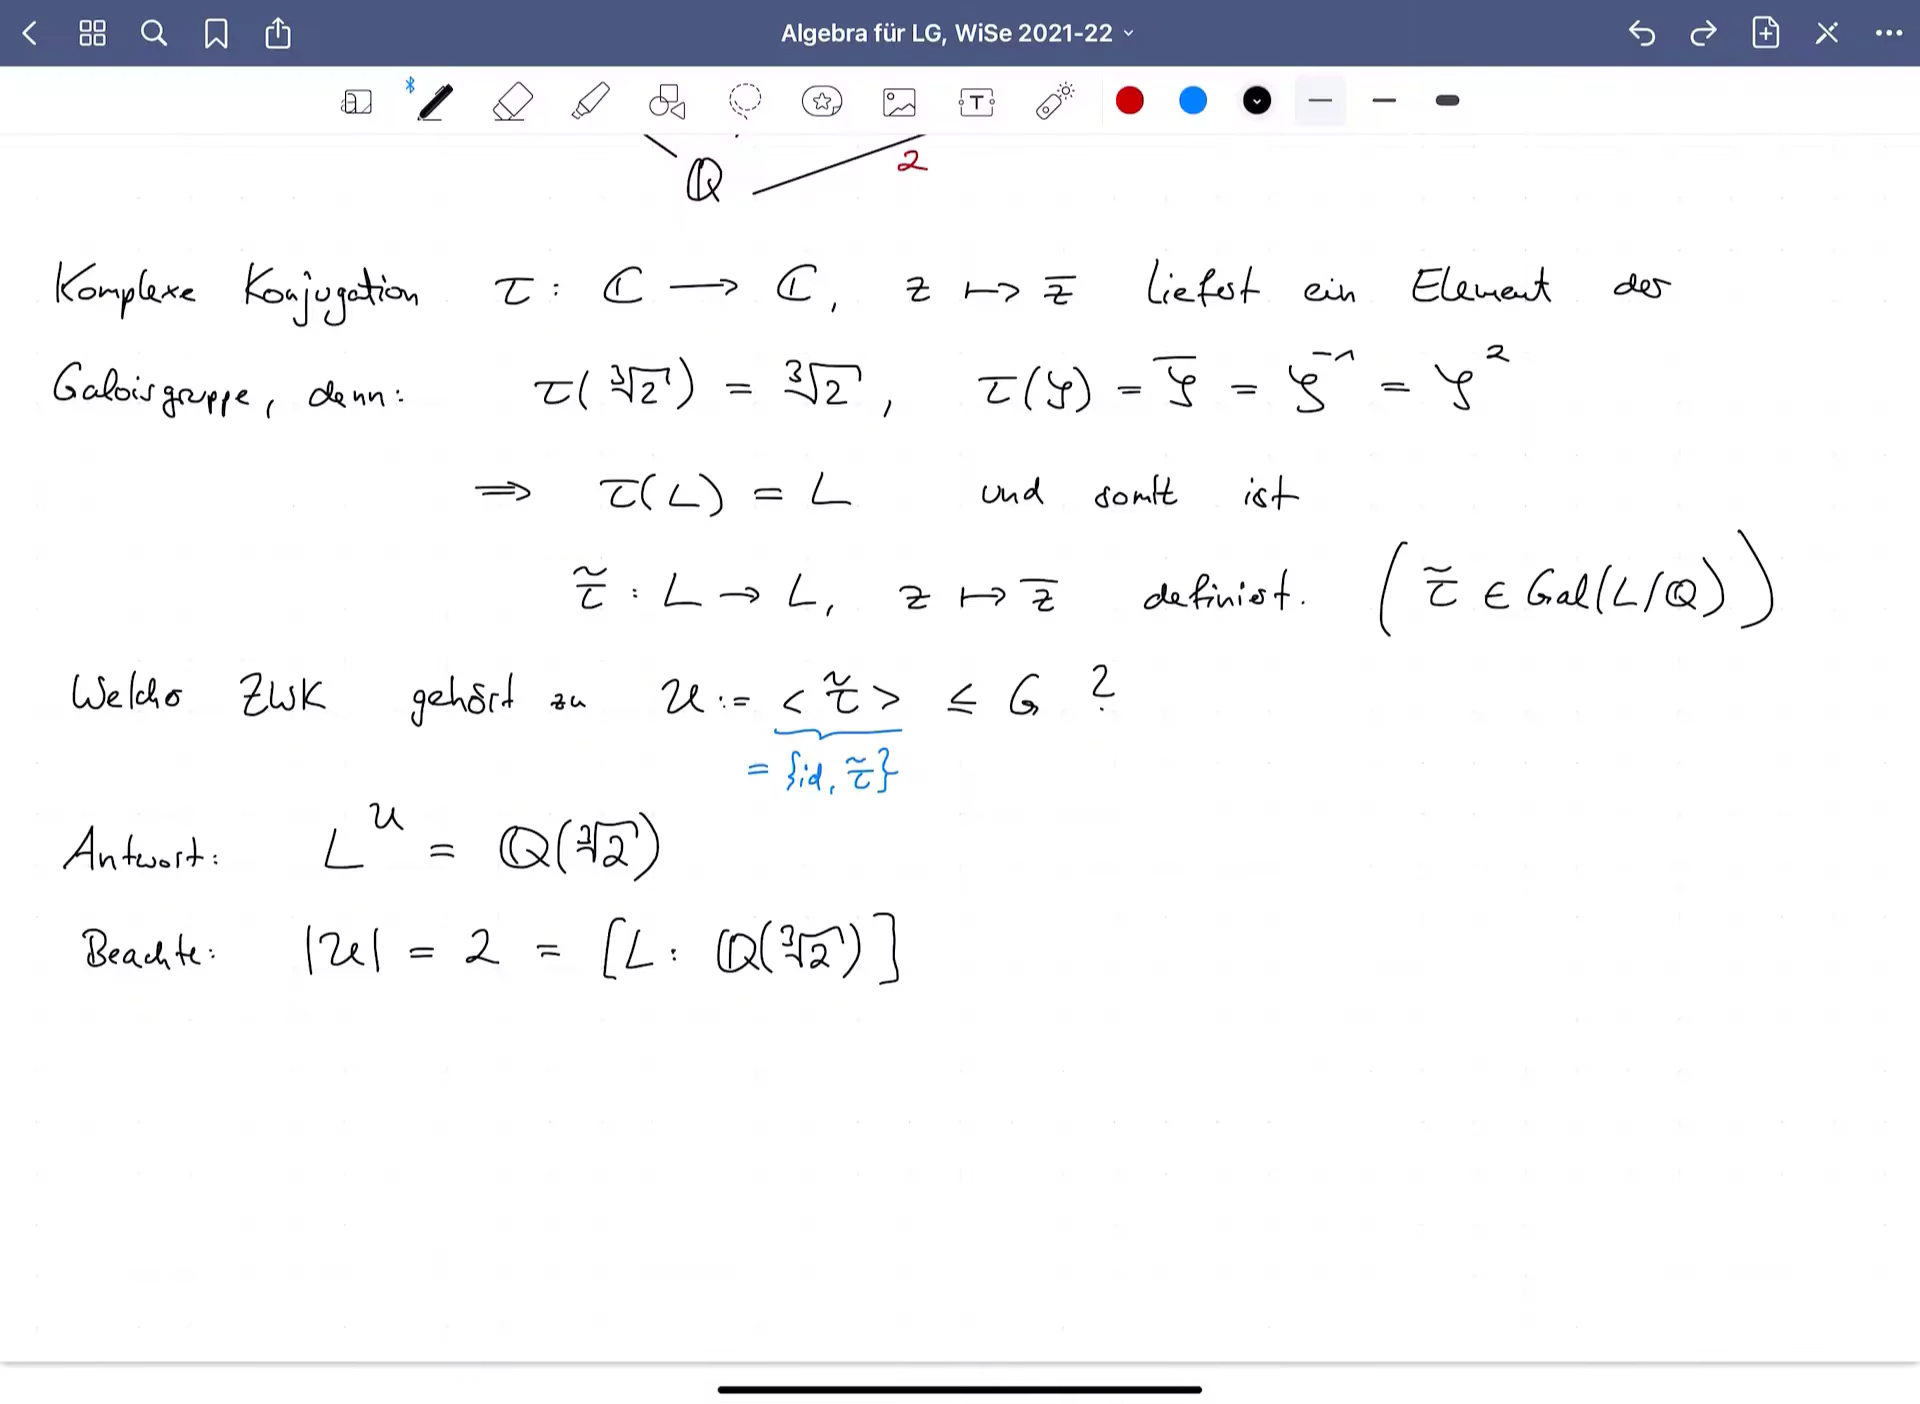 Algebra für LG, WiSe 2021-22
ℚ 2
Komplexe Konjugation τ : ℂ ⟶ ℂ, z ↦ z̅ liefert ein Element der
Galoisgruppe, denn: τ(∛2) = ∛2, τ(ζ) = ζ̅ = ζ⁻¹ = ζ²
⟹ τ(L) = L und somit ist
τ̃ : L → L, z ↦ z̅ definiert. (τ̃ ∈ Gal(L/ℚ))
Welche ZWK gehört zu U := <τ̃> ≤ G ?
= {id, τ̃}
Antwort: L^U = ℚ(∛2)
Beachte: |U| = 2 = [L : ℚ(∛2)]